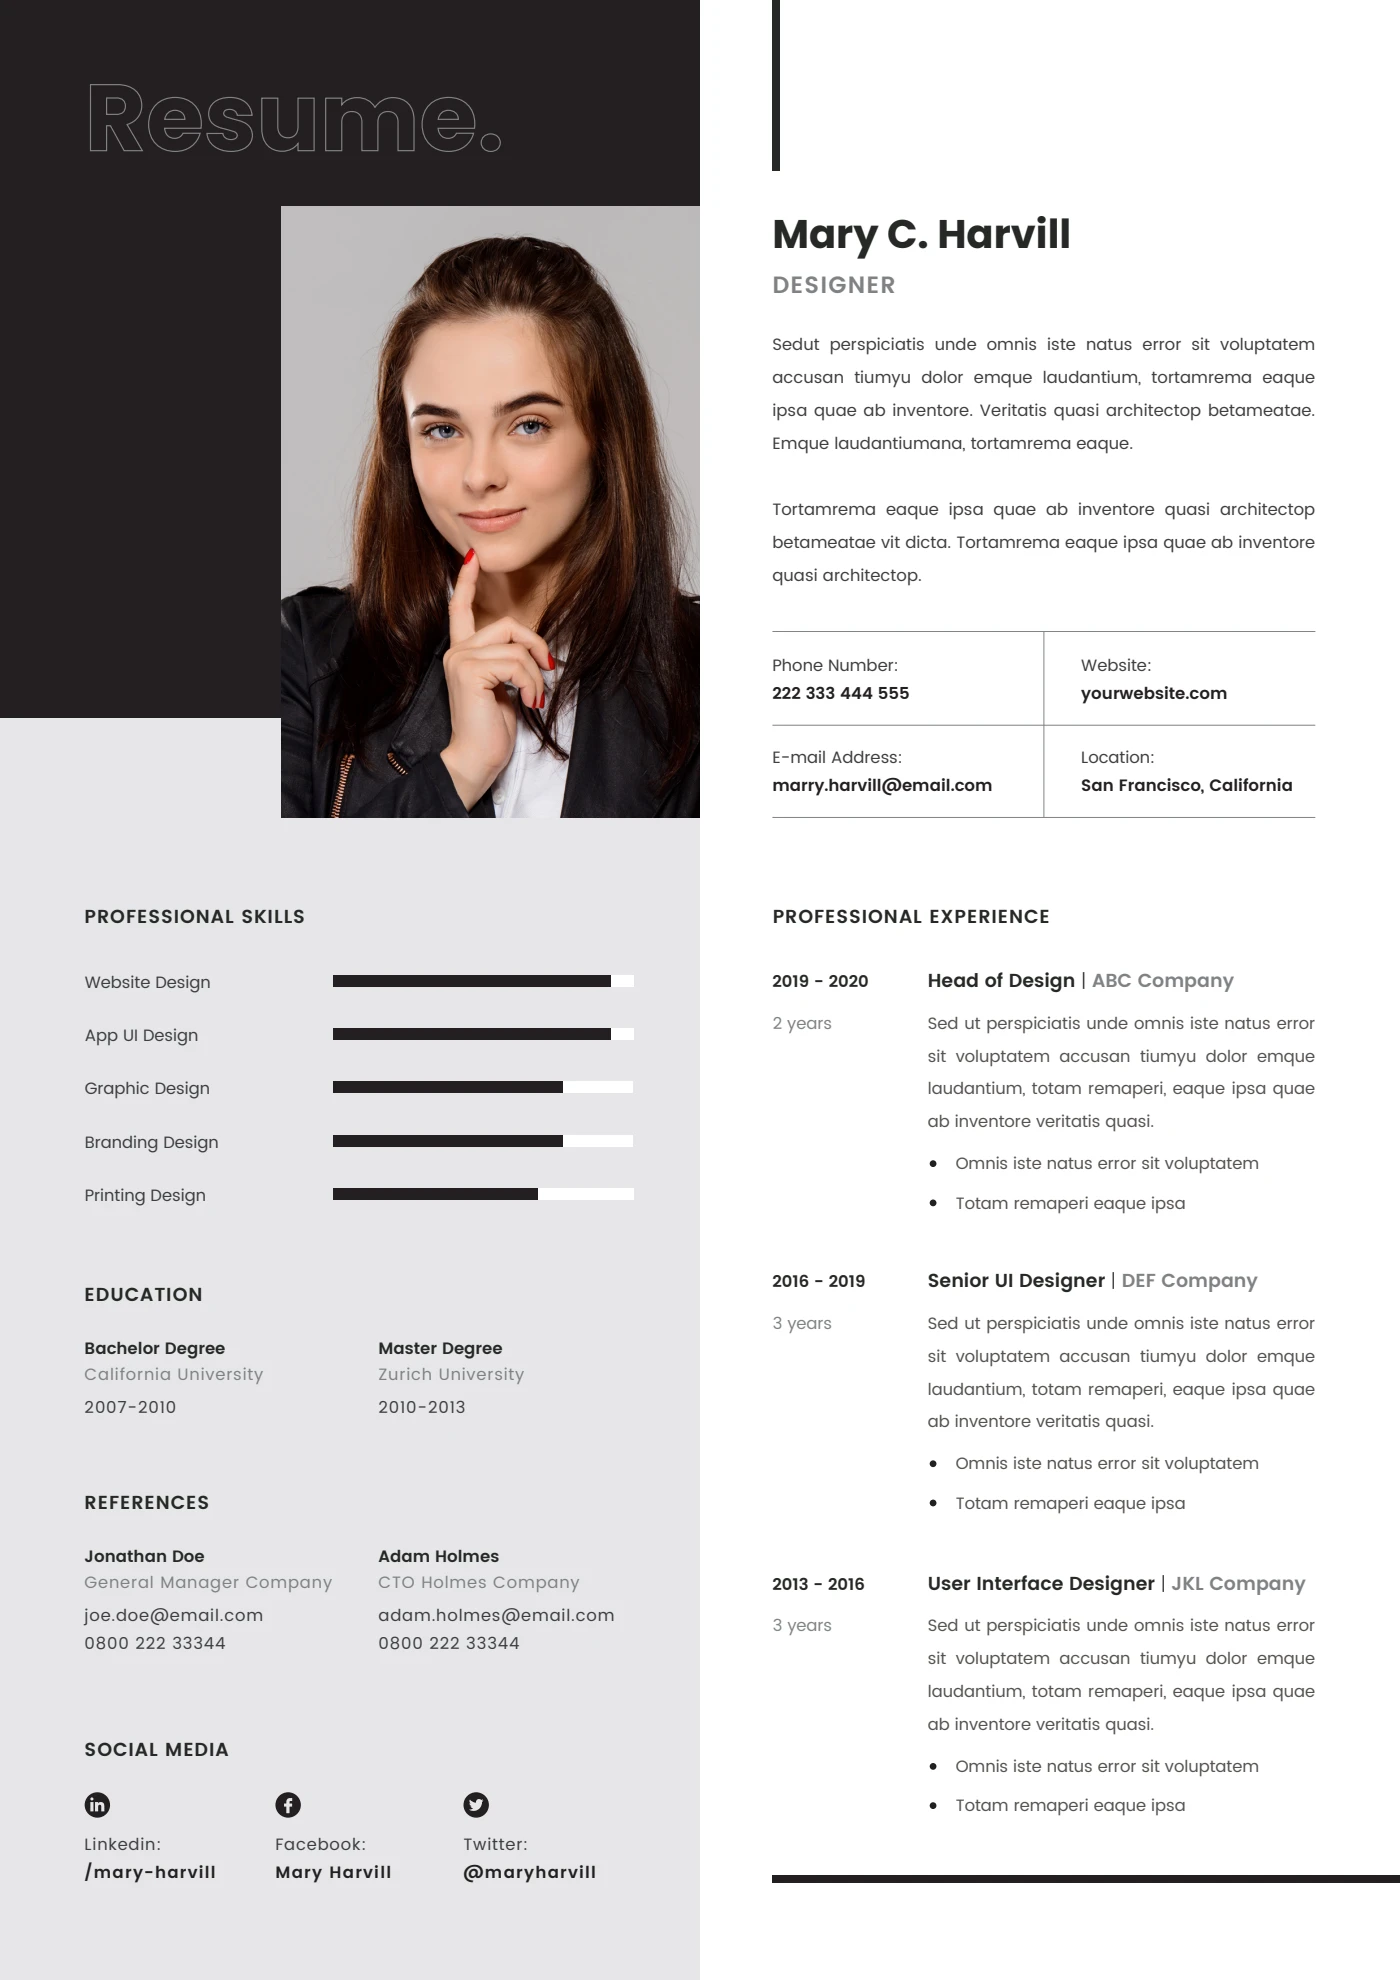 Resume.
Mary C. Harvill
DESIGNER
Sedut perspiciatis unde omnis iste natus error sit voluptatem
accusan tiumyu dolor emque laudantium, tortamrema eaque
ipsa quae ab inventore. Veritatis quasi architectop betameatae.
Emque laudantiumana, tortamrema eaque.
Tortamrema eaque ipsa quae ab inventore quasi architectop
betameatae vit dicta. Tortamrema eaque ipsa quae ab inventore
quasi architectop.
Phone Number:
222 333 444 555
Website:
yourwebsite.com
E-mail Address:
marry.harvill@email.com
Location:
San Francisco, California
PROFESSIONAL SKILLS
Website Design
App UI Design
Graphic Design
Branding Design
Printing Design
EDUCATION
Bachelor Degree
California University
2007-2010
Master Degree
Zurich University
2010-2013
REFERENCES
Jonathan Doe
General Manager Company
joe.doe@email.com
0800 222 33344
Adam Holmes
CTO Holmes Company
adam.holmes@email.com
0800 222 33344
SOCIAL MEDIA
in
Linkedin:
/mary-harvill
f
Facebook:
Mary Harvill
Twitter:
@maryharvill
PROFESSIONAL EXPERIENCE
2019 - 2020
2 years
Head of Design | ABC Company
Sed ut perspiciatis unde omnis iste natus error
sit voluptatem accusan tiumyu dolor emque
laudantium, totam remaperi, eaque ipsa quae
ab inventore veritatis quasi.
• Omnis iste natus error sit voluptatem
• Totam remaperi eaque ipsa
2016 - 2019
3 years
Senior UI Designer | DEF Company
Sed ut perspiciatis unde omnis iste natus error
sit voluptatem accusan tiumyu dolor emque
laudantium, totam remaperi, eaque ipsa quae
ab inventore veritatis quasi.
• Omnis iste natus error sit voluptatem
• Totam remaperi eaque ipsa
2013 - 2016
3 years
User Interface Designer | JKL Company
Sed ut perspiciatis unde omnis iste natus error
sit voluptatem accusan tiumyu dolor emque
laudantium, totam remaperi, eaque ipsa quae
ab inventore veritatis quasi.
• Omnis iste natus error sit voluptatem
• Totam remaperi eaque ipsa